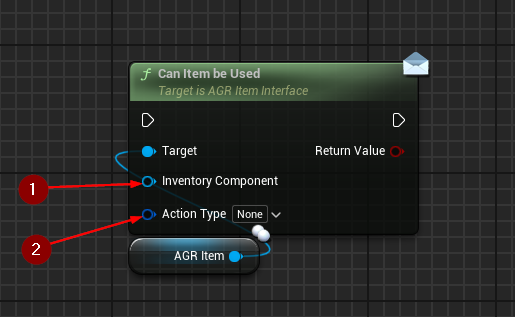 f Can Item be Used
Target is AGR Item Interface
Target
Return Value
1
Inventory Component
2
Action Type None
AGR Item